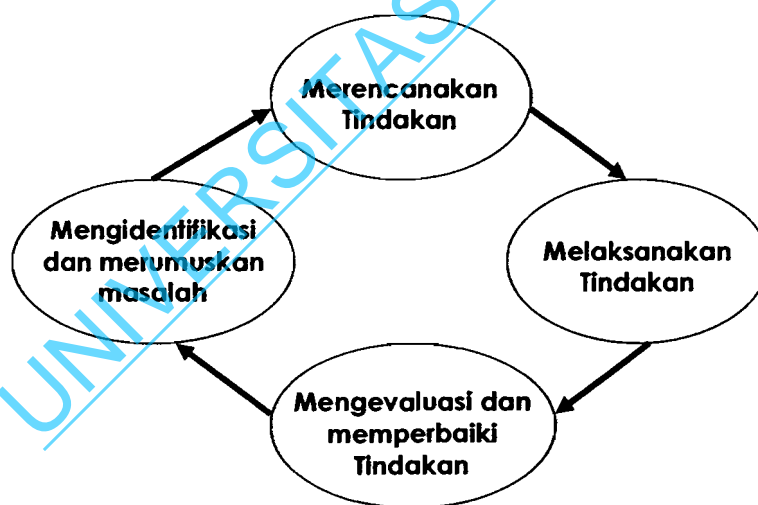 Merencanakan
Tindakan
Mengidentifikasi
dan merumuskan
masalah
Melaksanakan
Tindakan
Mengevaluasi dan
memperbaiki
Tindakan
UNIVERSITAS